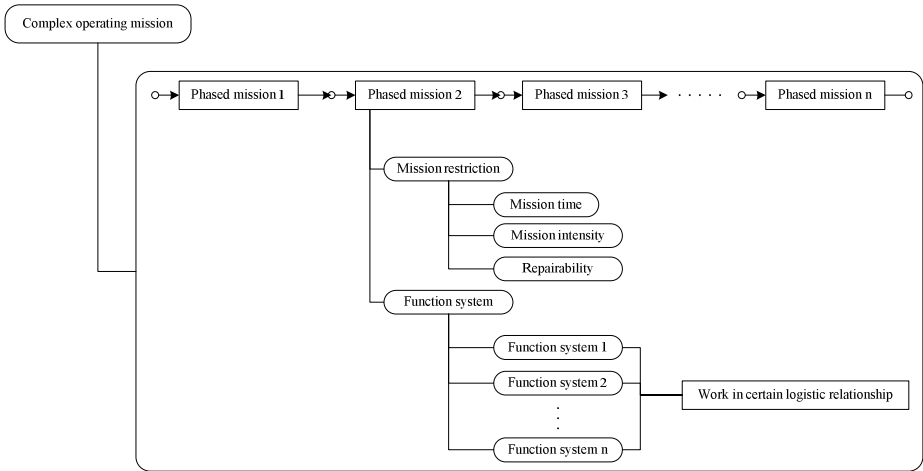 Complex operating mission
Phased mission 1
Phased mission 2
Phased mission 3
. . . . .
Phased mission n
Mission restriction
Mission time
Mission intensity
Repairability
Function system
Function system 1
Function system 2
Work in certain logistic relationship
Function system n